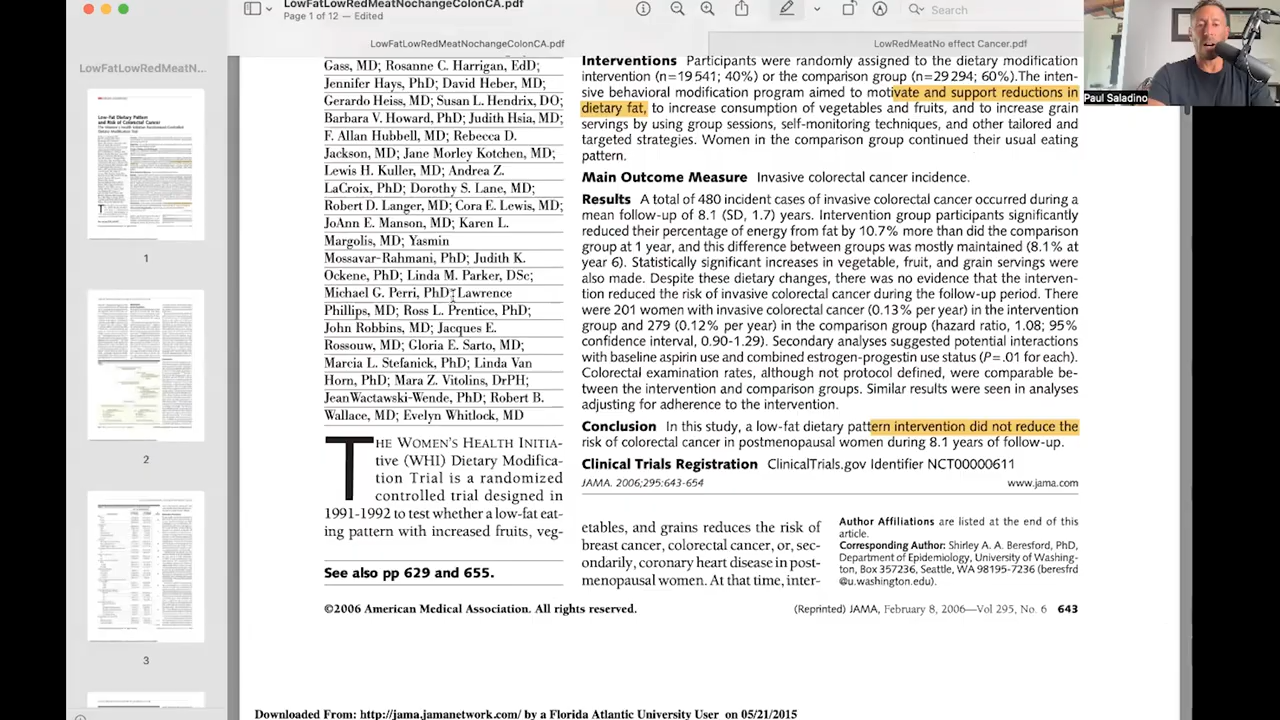 LowFatLowRedMeatNochangeColonCA.pdf
Page 1 of 12 – Edited
Search
LowFatLowRedMeatNochangeColonCA.pdf
LowRedMeatNo effect Cancer.pdf
Paul Saladino
LowFatLowRedMeatN...
Low-Fat Dietary Pattern
and Risk of Colorectal Cancer
1
2
3
Gass, MD; Rosanne C. Harrigan, EdD;
Jennifer Hays, PhD; David Heber, MD;
Gerardo Heiss, MD; Susan L. Hendrix, DO;
Barbara V. Howard, PhD; Judith Hsia, MD;
F. Allan Hubbell, MD; Rebecca D.
Jackson, MD; Karen C. Johnson, MD;
Lewis H. Kuller, MD; Andrea Z.
LaCroix, PhD; Dorothy S. Lane, MD;
Robert D. Langer, MD; Cora E. Lewis, MD;
JoAnn E. Manson, MD; Karen L.
Margolis, MD; Yasmin
Mossavar-Rahmani, PhD; Judith K.
Ockene, PhD; Linda M. Parker, DSc;
Michael G. Perri, PhD; Lawrence
Phillips, MD; Ross L. Prentice, PhD;
John Robbins, MD; Jacques E.
Rossouw, MD; Gloria E. Sarto, MD;
Marcia L. Stefanick, PhD; Linda Van
Horn, PhD; Mara Z. Vitolins, DrPH;
Jean Wactawski-Wende, PhD; Robert B.
Wallace, MD; Evelyn Whitlock, MD
THE WOMEN'S HEALTH INITIA-
tive (WHI) Dietary Modifica-
tion Trial is a randomized
controlled trial designed in
1991-1992 to test whether a low-fat eat-
ing pattern with increased fruits, veg-
See also pp 629 and 655.
Interventions Participants were randomly assigned to the dietary modification
intervention (n=19 541; 40%) or the comparison group (n=29 294; 60%).The inten-
sive behavioral modification program aimed to motivate and support reductions in
dietary fat, to increase consumption of vegetables and fruits, and to increase grain
servings by using group sessions, self-monitoring techniques, and other tailored and
targeted strategies. Women in the comparison group continued their usual eating
pattern.
Main Outcome Measure Invasive colorectal cancer incidence.
Results A total of 480 incident cases of invasive colorectal cancer occurred during a
mean follow-up of 8.1 (SD, 1.7) years. Intervention group participants significantly
reduced their percentage of energy from fat by 10.7% more than did the comparison
group at 1 year, and this difference between groups was mostly maintained (8.1% at
year 6). Statistically significant increases in vegetable, fruit, and grain servings were
also made. Despite these dietary changes, there was no evidence that the interven-
tion reduced the risk of invasive colorectal cancer during the follow-up period. There
were 201 women with invasive colorectal cancer (0.13% per year) in the intervention
group and 279 (0.12% per year) in the comparison group (hazard ratio, 1.08; 95%
confidence interval, 0.90-1.29). Secondary analyses suggested potential interactions
with baseline aspirin use and combined estrogen-progestin use status (P=.01 for each).
Colorectal examination rates, although not protocol defined, were comparable be-
tween the intervention and comparison groups. Similar results were seen in analyses
adjusting for adherence to the intervention.
Conclusion In this study, a low-fat dietary pattern intervention did not reduce the
risk of colorectal cancer in postmenopausal women during 8.1 years of follow-up.
Clinical Trials Registration ClinicalTrials.gov Identifier NCT00000611
JAMA. 2006;295:643-654 www.jama.com
etables, and grains reduces the risk of
breast cancer, colorectal cancer, or, sec-
ondarily, coronary heart disease in post-
menopausal women. At that time, inter-
Author Affiliations are listed at the end of this
article.
Corresponding Author: Shirley A. A. Beresford, PhD,
Department of Epidemiology, University of Washing-
ton, Box 357236, Seattle, WA 98195-7236 (beresfrd
@u.washington.edu).
©2006 American Medical Association. All rights reserved.
(Reprinted) JAMA, February 8, 2006—Vol 295, No. 6 643
Downloaded From: http://jama.jamanetwork.com/ by a Florida Atlantic University User on 05/21/2015